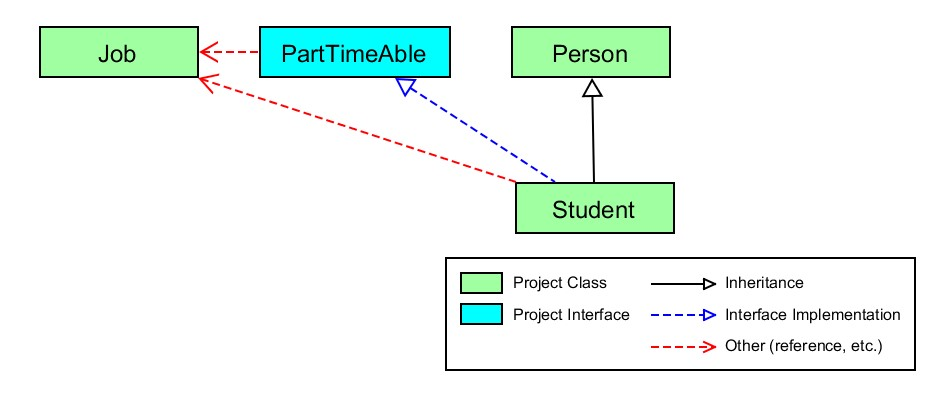 Job
PartTimeAble
Person
Student
Project Class
Inheritance
Project Interface
Interface Implementation
Other (reference, etc.)